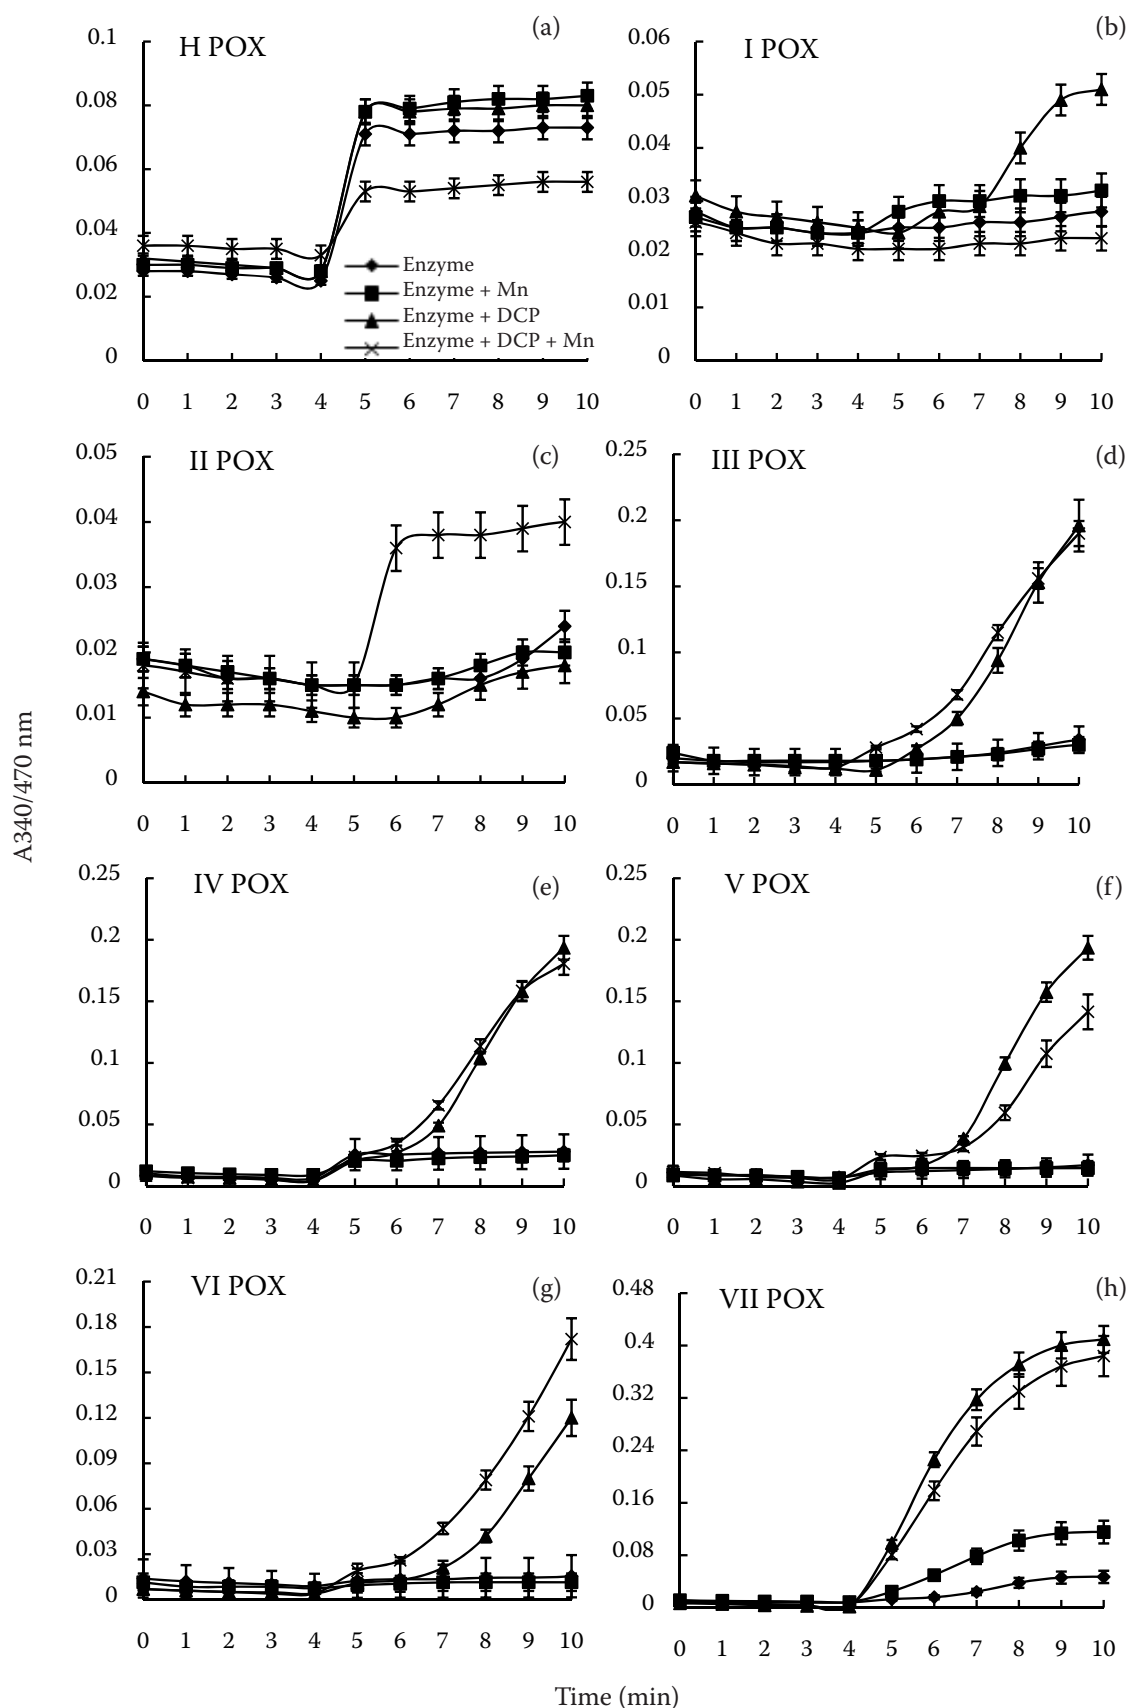 H POX
(a)
0.1
0.08
0.06
0.04
0.02
0
Enzyme
Enzyme + Mn
Enzyme + DCP
Enzyme + DCP + Mn
0 1 2 3 4 5 6 7 8 9 10
I POX
(b)
0.06
0.05
0.04
0.03
0.02
0.01
0
0 1 2 3 4 5 6 7 8 9 10
II POX
(c)
0.05
0.04
0.03
0.02
0.01
0
0 1 2 3 4 5 6 7 8 9 10
III POX
(d)
0.25
0.2
0.15
0.1
0.05
0
0 1 2 3 4 5 6 7 8 9 10
A340/470 nm
IV POX
(e)
0.25
0.2
0.15
0.1
0.05
0
0 1 2 3 4 5 6 7 8 9 10
V POX
(f)
0.25
0.2
0.15
0.1
0.05
0
0 1 2 3 4 5 6 7 8 9 10
VI POX
(g)
0.21
0.18
0.15
0.12
0.09
0.06
0.03
0
0 1 2 3 4 5 6 7 8 9 10
VII POX
(h)
0.48
0.4
0.32
0.24
0.16
0.08
0
0 1 2 3 4 5 6 7 8 9 10
Time (min)